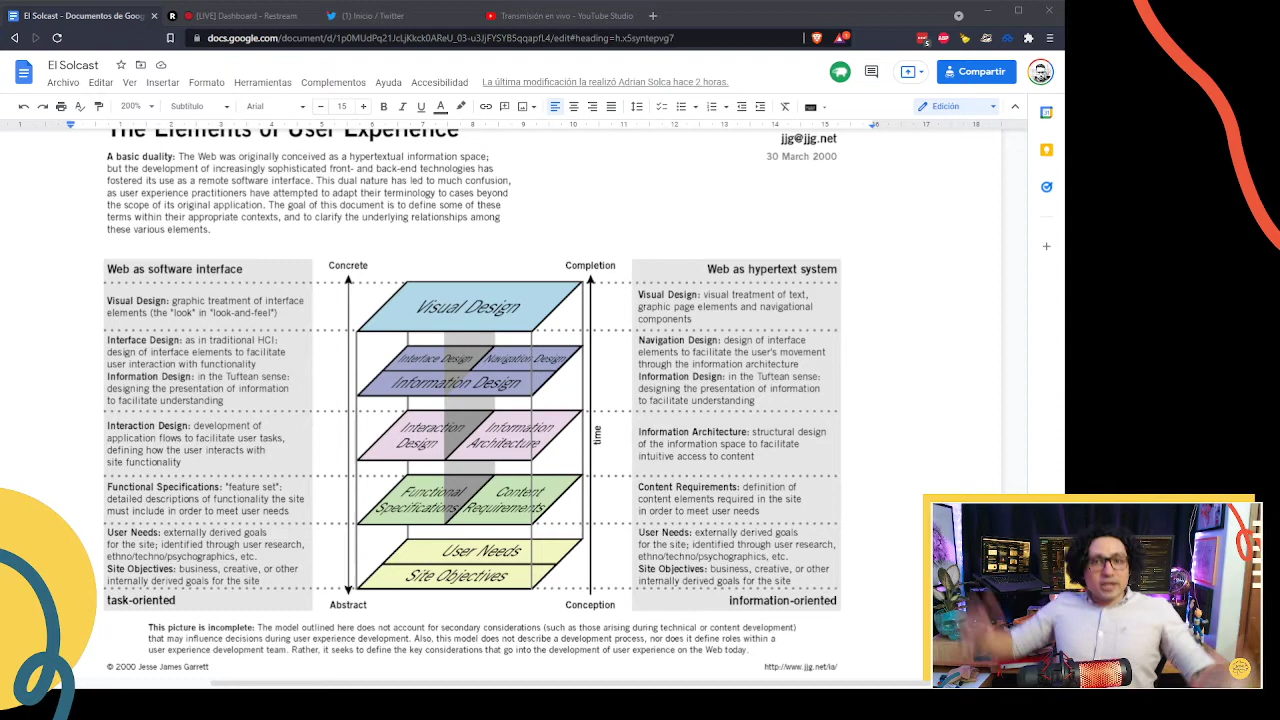 El Solcast – Documentos de Goog
[LIVE] Dashboard - Restream
(1) Inicio / Twitter
Transmisión en vivo - YouTube Studio
docs.google.com/document/d/
El Solcast
Archivo Editar Ver Insertar Formato Herramientas Complementos Ayuda Accesibilidad
La última modificación la realizó Adrian Solca hace 2 horas.
Compartir
200% Subtítulo Arial 15
Edición
1 1 2 3 4 5 6 7 8 9 10 11 12 13 14 15 16 17 18
The Elements of User Experience
jjg@jjg.net
30 March 2000
A basic duality: The Web was originally conceived as a hypertextual information space;
but the development of increasingly sophisticated front- and back-end technologies has
fostered its use as a remote software interface. This dual nature has led to much confusion,
as user experience practitioners have attempted to adapt their terminology to cases beyond
the scope of its original application. The goal of this document is to define some of these
terms within their appropriate contexts, and to clarify the underlying relationships among
these various elements.
Web as software interface
Visual Design: graphic treatment of interface
elements (the "look" in "look-and-feel")
Interface Design: as in traditional HCI:
design of interface elements to facilitate
user interaction with functionality
Information Design: in the Tuftean sense:
designing the presentation of information
to facilitate understanding
Interaction Design: development of
application flows to facilitate user tasks,
defining how the user interacts with
site functionality
Functional Specifications: "feature set":
detailed descriptions of functionality the site
must include in order to meet user needs
User Needs: externally derived goals
for the site; identified through user research,
ethno/techno/psychographics, etc.
Site Objectives: business, creative, or other
internally derived goals for the site
task-oriented
Concrete
Completion
Visual Design
Interface Design
Navigation Design
Information Design
Interaction
Design
Information
Architecture
time
Functional
Specifications
Content
Requirements
User Needs
Site Objectives
Abstract
Conception
Web as hypertext system
Visual Design: visual treatment of text,
graphic page elements and navigational
components
Navigation Design: design of interface
elements to facilitate the user's movement
through the information architecture
Information Design: in the Tuftean sense:
designing the presentation of information
to facilitate understanding
Information Architecture: structural design
of the information space to facilitate
intuitive access to content
Content Requirements: definition of
content elements required in the site
in order to meet user needs
User Needs: externally derived goals
for the site; identified through user research,
ethno/techno/psychographics, etc.
Site Objectives: business, creative, or other
internally derived goals for the site
information-oriented
This picture is incomplete: The model outlined here does not account for secondary considerations (such as those arising during technical or content development)
that may influence decisions during user experience development. Also, this model does not describe a development process, nor does it define roles within a
user experience development team. Rather, it seeks to define the key considerations that go into the development of user experience on the Web today.
© 2000 Jesse James Garrett
http://www.jjg.net/ia/